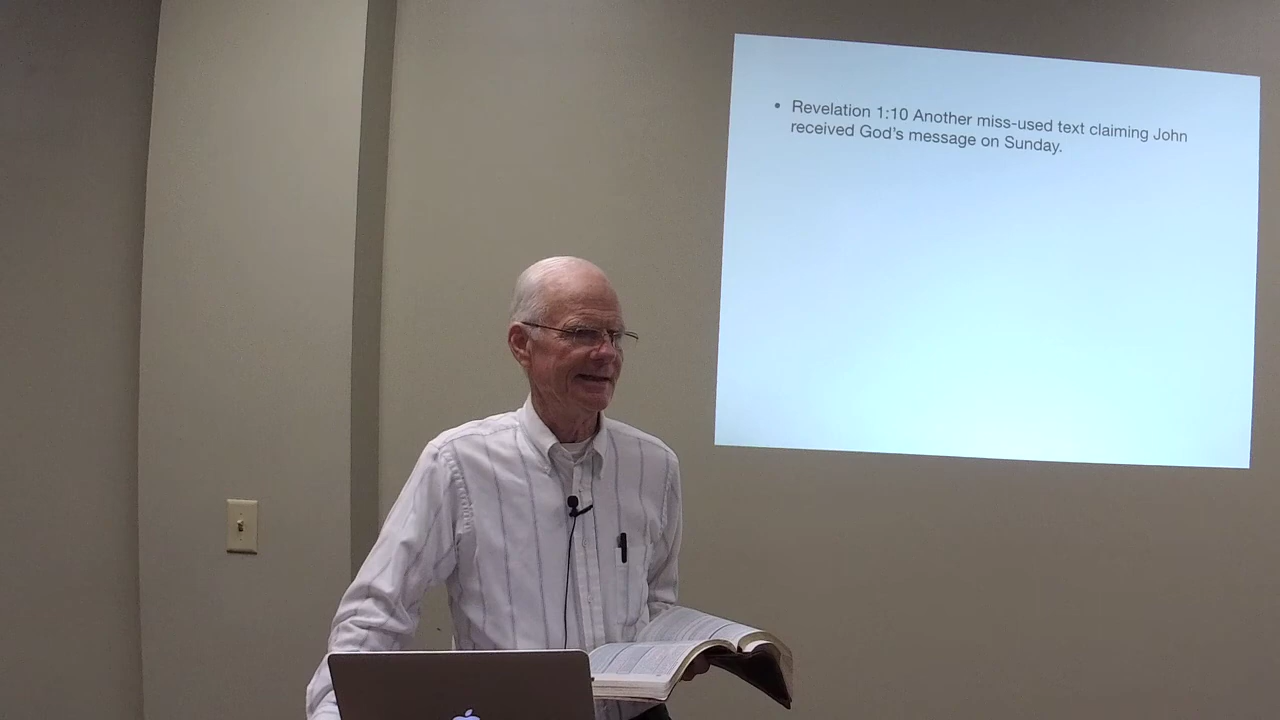 • Revelation 1:10 Another miss-used text claiming John
received God's message on Sunday.